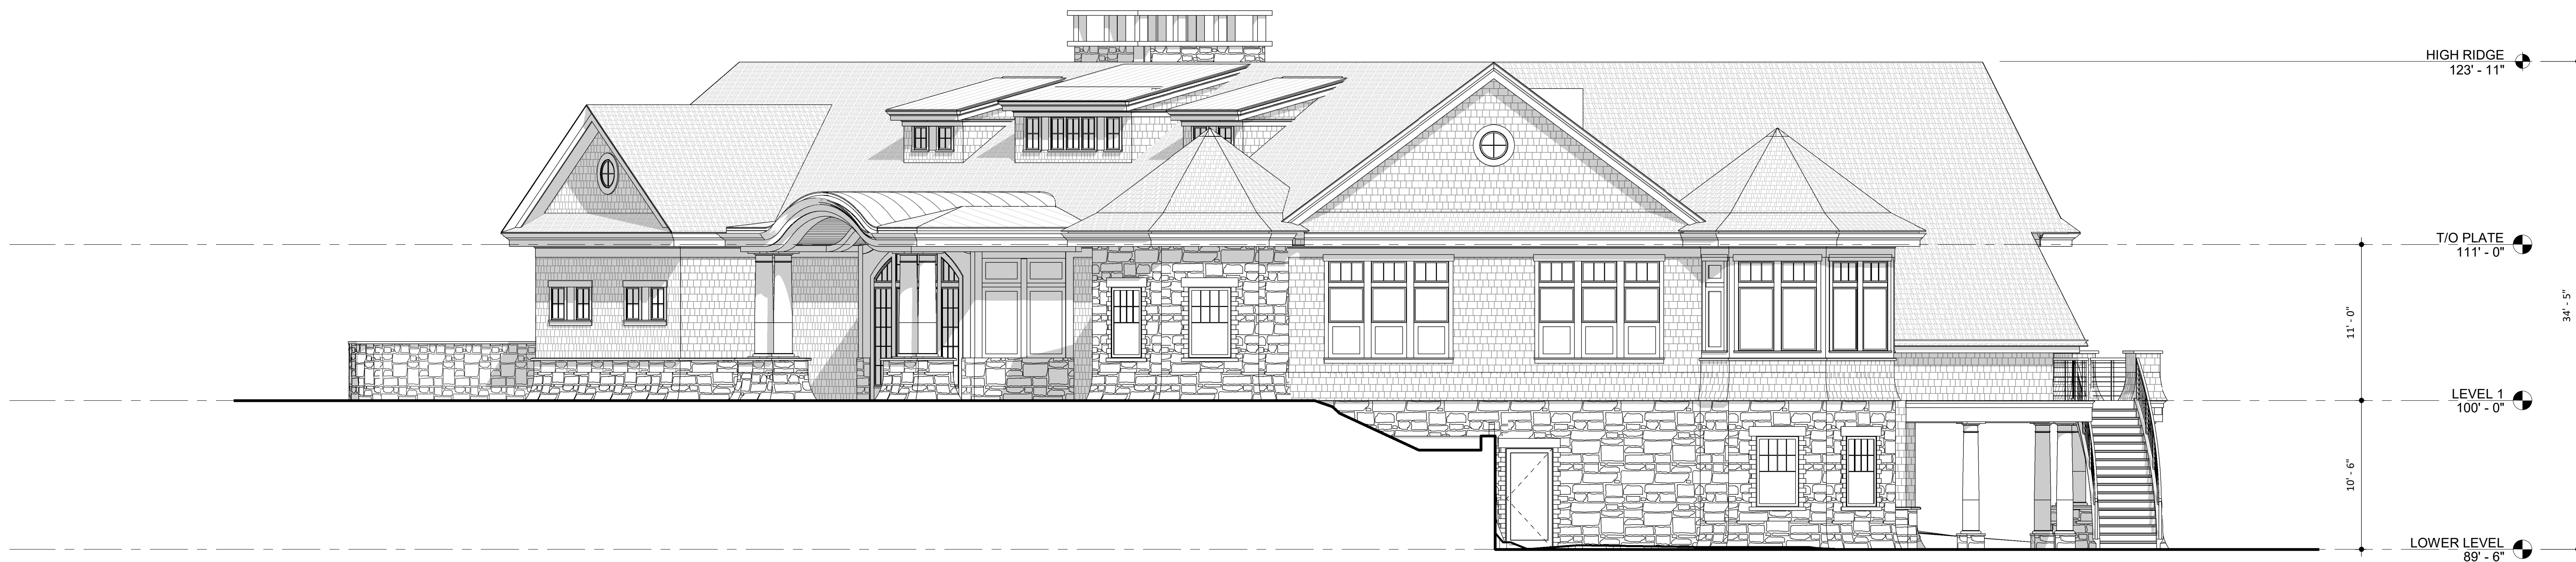 HIGH RIDGE
123' - 11"
T/O PLATE
111' - 0"
34' - 5"
11' - 0"
LEVEL 1
100' - 0"
10' - 6"
LOWER LEVEL
89' - 6"